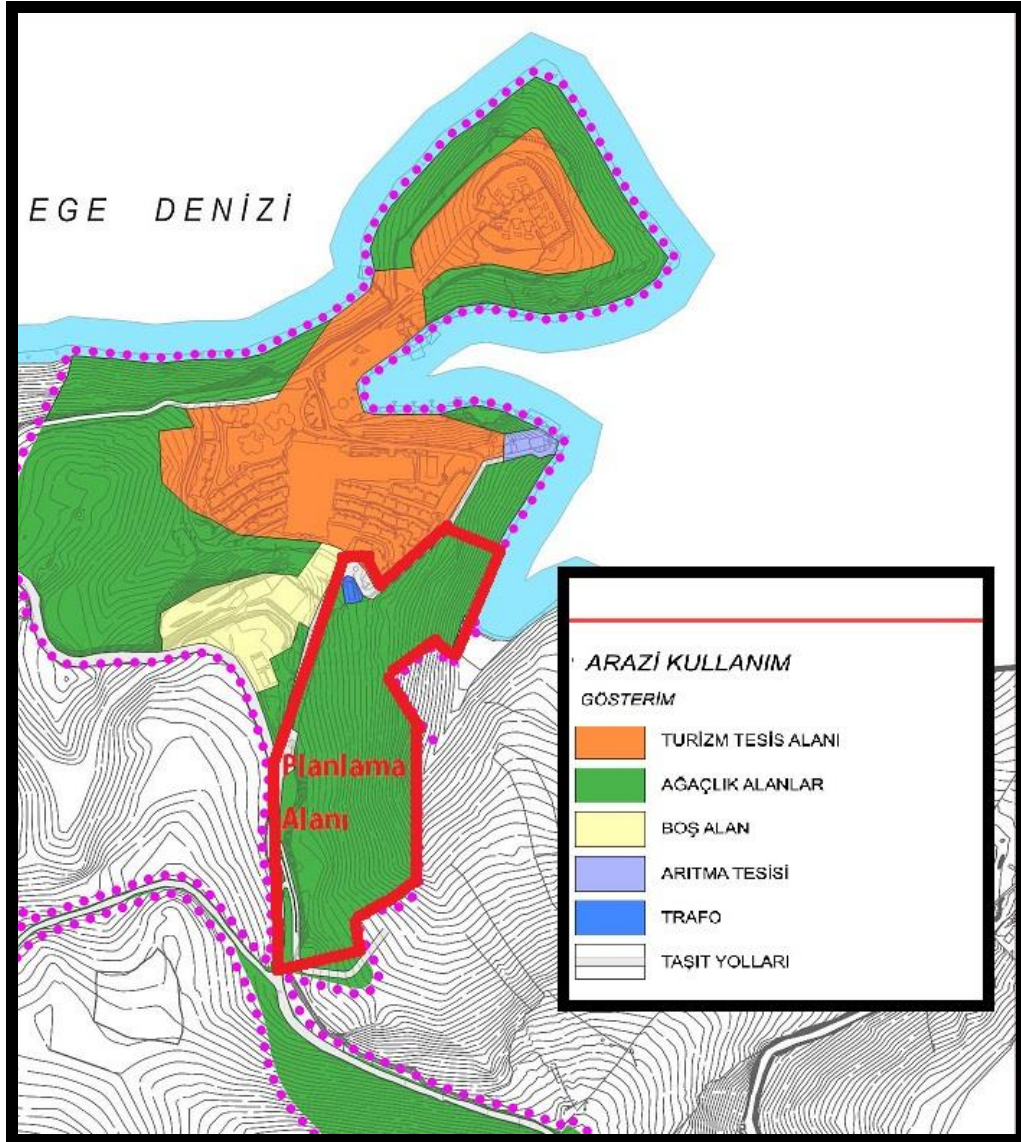 EGE DENİZİ
Planlama
Alanı
ARAZİ KULLANIM
GÖSTERİM
TURİZM TESİS ALANI
AĞAÇLIK ALANLAR
BOŞ ALAN
ARITMA TESİSİ
TRAFO
TAŞIT YOLLARI